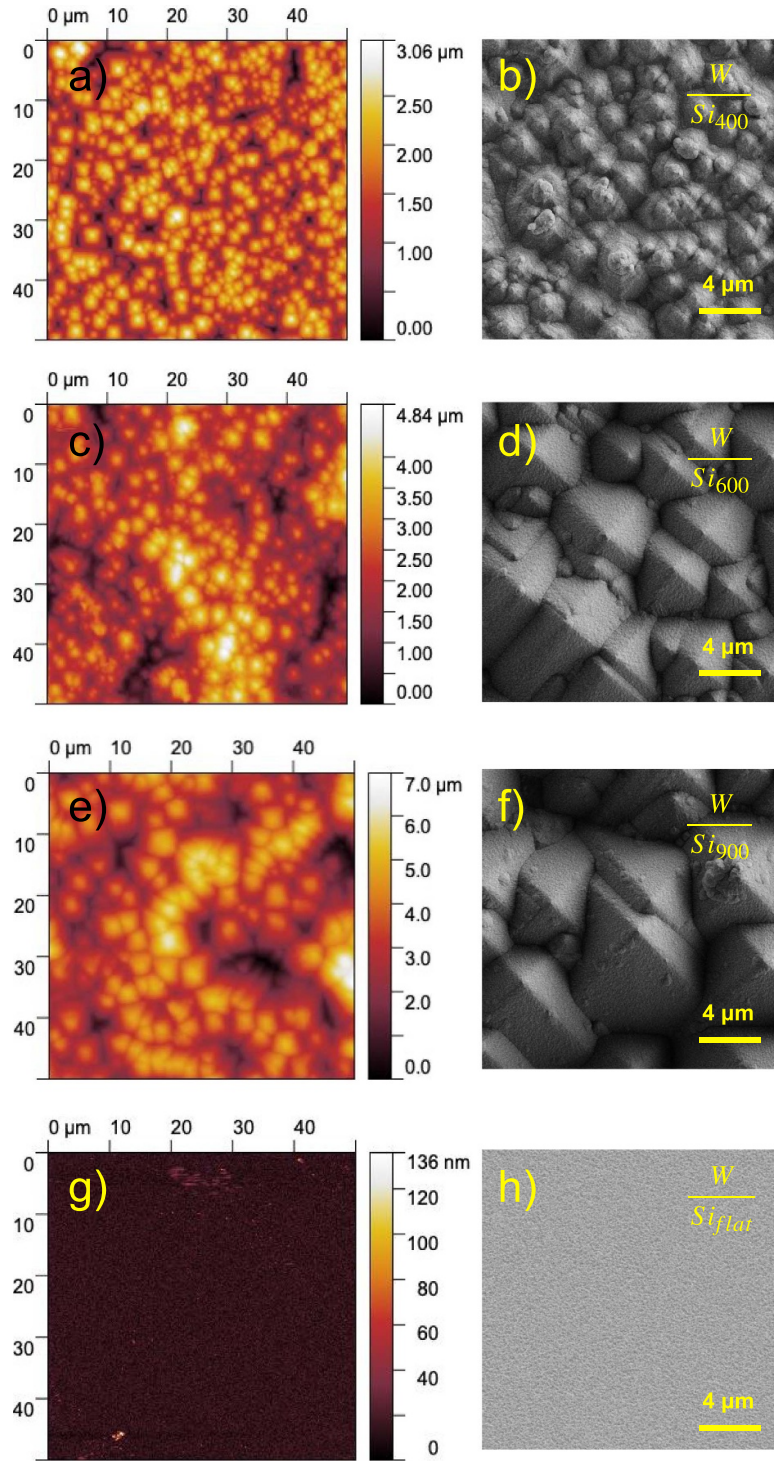 0 µm 10 20 30 40
0
10
20
30
40
a)
3.06 µm
2.50
2.00
1.50
1.00
0.00
b)
W
Si400
4 µm
0 µm 10 20 30 40
0
10
20
30
40
c)
4.84 µm
4.00
3.50
3.00
2.50
2.00
1.50
1.00
0.00
d)
W
Si600
4 µm
0 µm 10 20 30 40
0
10
20
30
40
e)
7.0 µm
6.0
5.0
4.0
3.0
2.0
0.0
f)
W
Si900
4 µm
0 µm 10 20 30 40
0
10
20
30
40
g)
136 nm
120
100
80
60
40
0
h)
W
Siflat
4 µm